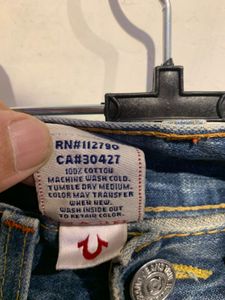 RN#112790
CA#30427
100% COTTON
MACHINE WASH COLD.
TUMBLE DRY MEDIUM.
COLOR MAY TRANSFER
WHEN NEW.
WASH INSIDE OUT
TO RETAIN COLOR.